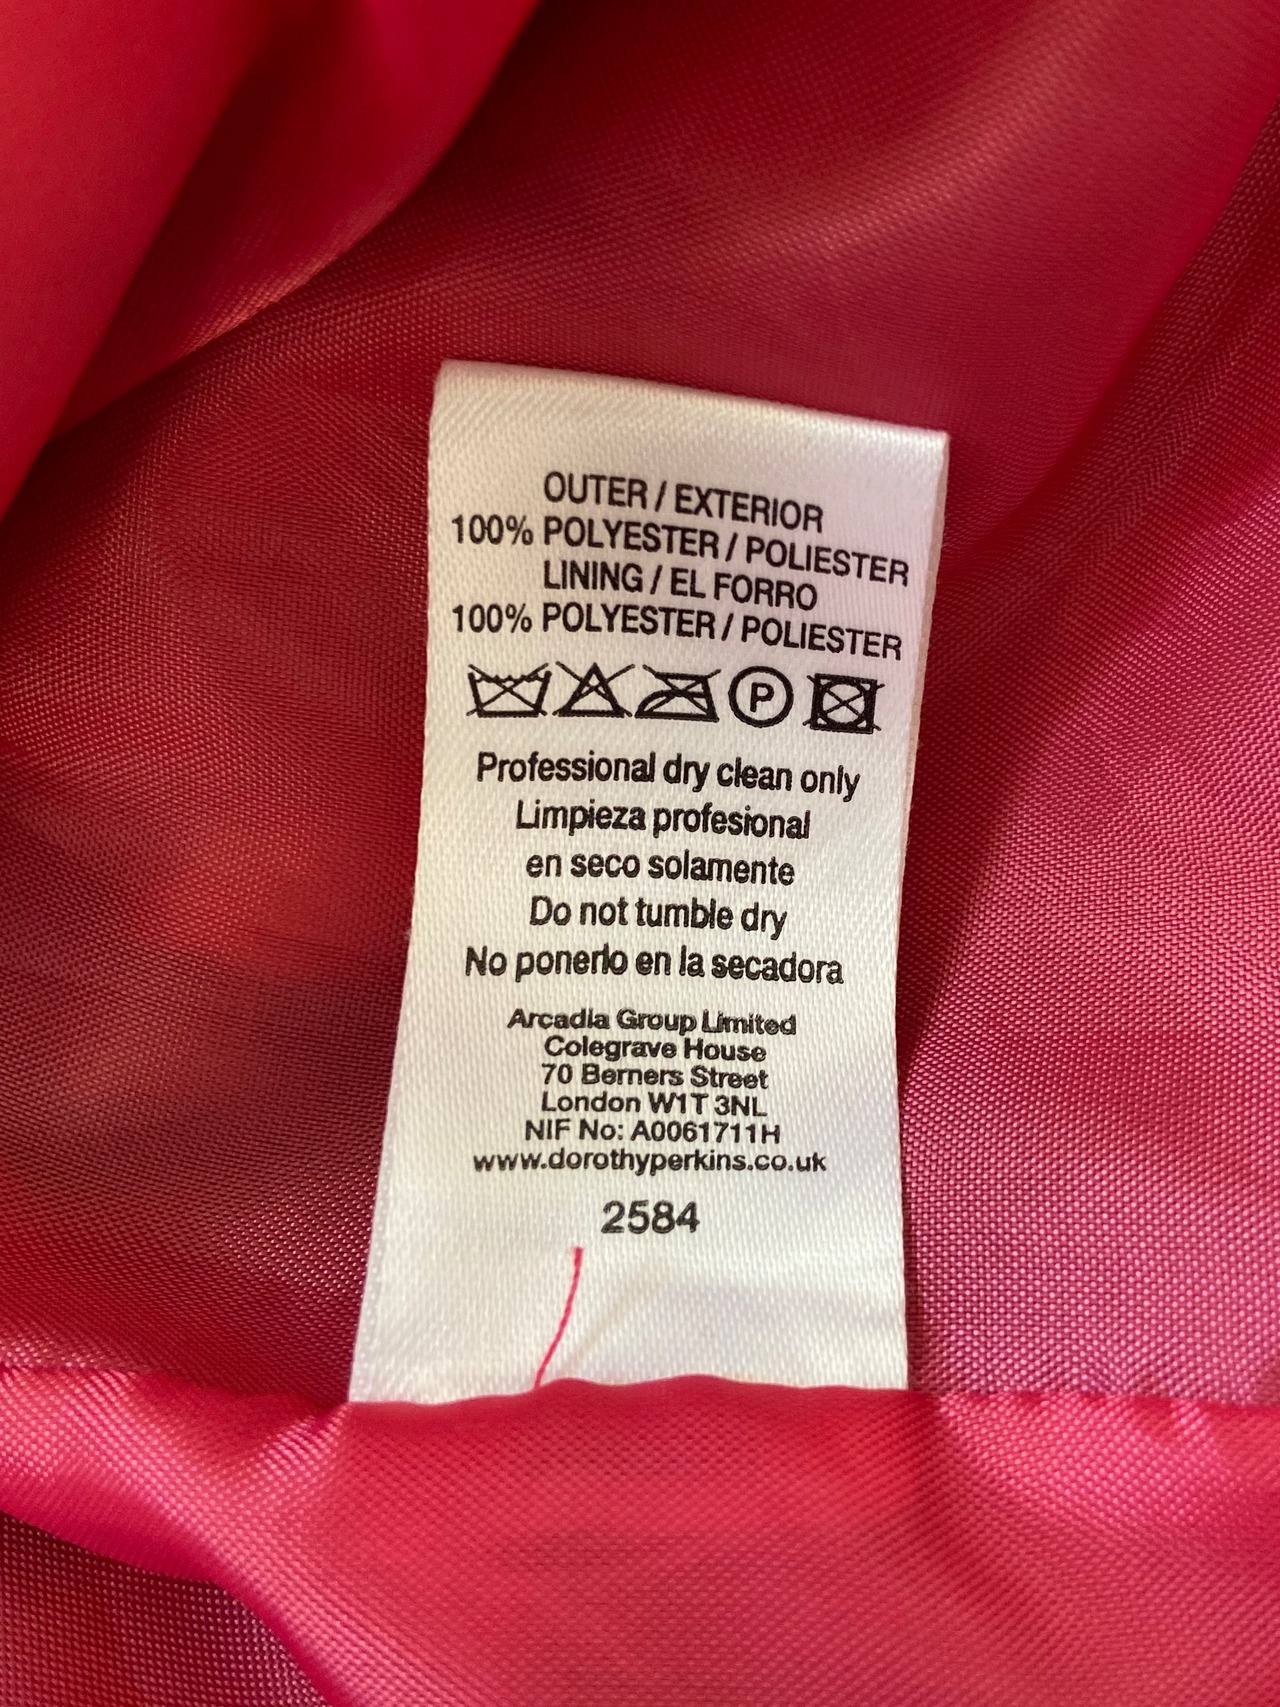 OUTER / EXTERIOR
100% POLYESTER / POLIESTER
LINING / EL FORRO
100% POLYESTER / POLIESTER
P
Professional dry clean only
Limpieza profesional
en seco solamente
Do not tumble dry
No ponerlo en la secadora
Arcadia Group Limited
Colegrave House
70 Berners Street
London W1T 3NL
NIF No: A0061711H
www.dorothyperkins.co.uk
2584